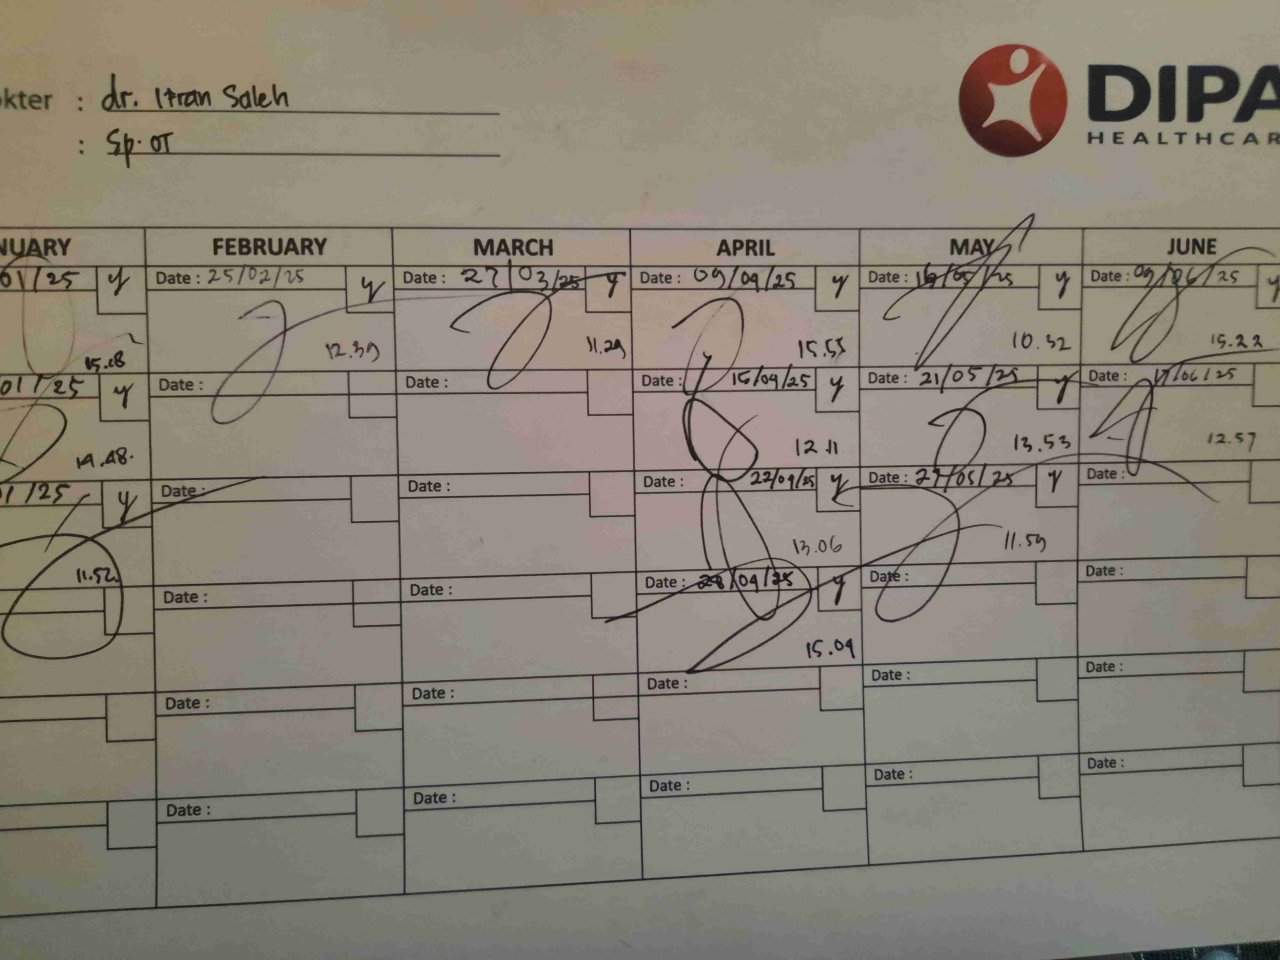 kter : dr. Itran Saleh
: Sp.OT
DIPA
HEALTHCAR
NUARY FEBRUARY MARCH APRIL MAY JUNE
01/25 y Date : 25/02/25 y Date : 27/03/25 y Date : 09/04/25 y Date : /05/25 y Date : 09/06/25 y
15.18 12.39 11.29 15.55 10.32 15.22
01/25 y Date : Date : Date : 15/04/25 y Date : 21/05/25 y Date : 17/06/25
14.48. 12.11 13.53 12.57
01/25 y Date : Date : Date : 22/04/25 y Date : 27/05/25 y Date :
11.52 13.06 11.59
Date : Date : Date : 28/04/25 y Date : Date :
15.04
Date : Date : Date : Date : Date :
Date : Date : Date : Date : Date :